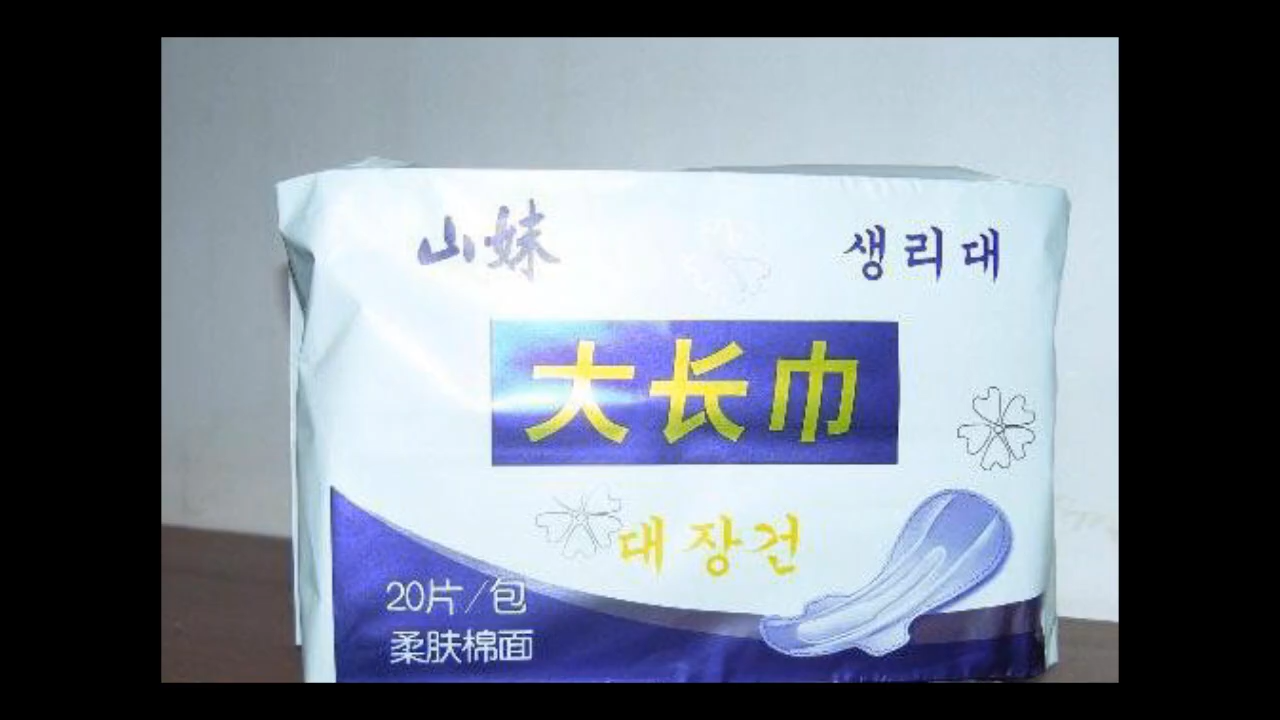 山妹
생리대
大长巾
대장건
20片/包
柔肤棉面